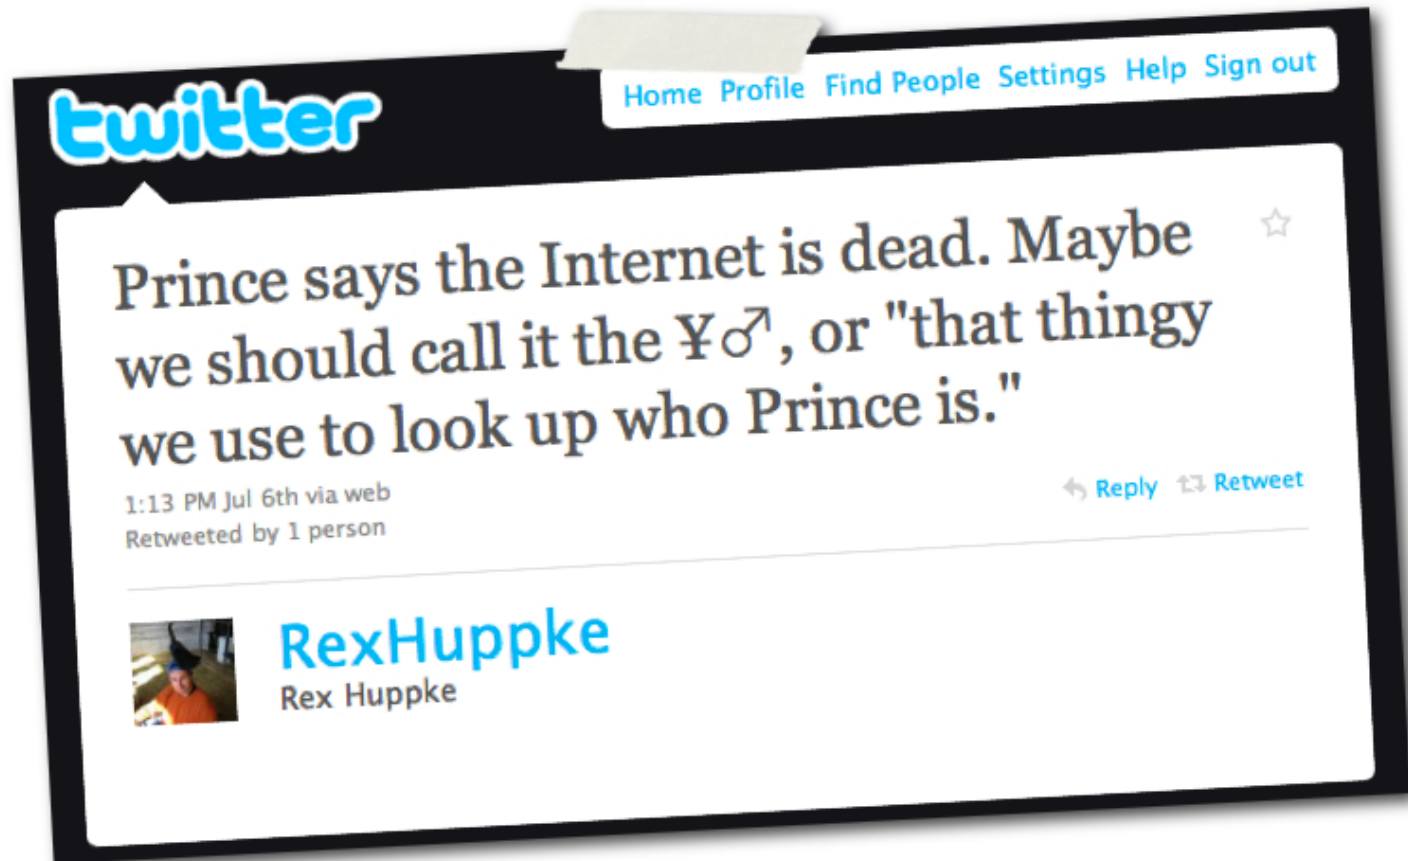 twitter
Home Profile Find People Settings Help Sign out
Prince says the Internet is dead. Maybe
we should call it the ¥♂, or "that thingy
we use to look up who Prince is."
1:13 PM Jul 6th via web
Retweeted by 1 person
Reply Retweet
RexHuppke
Rex Huppke